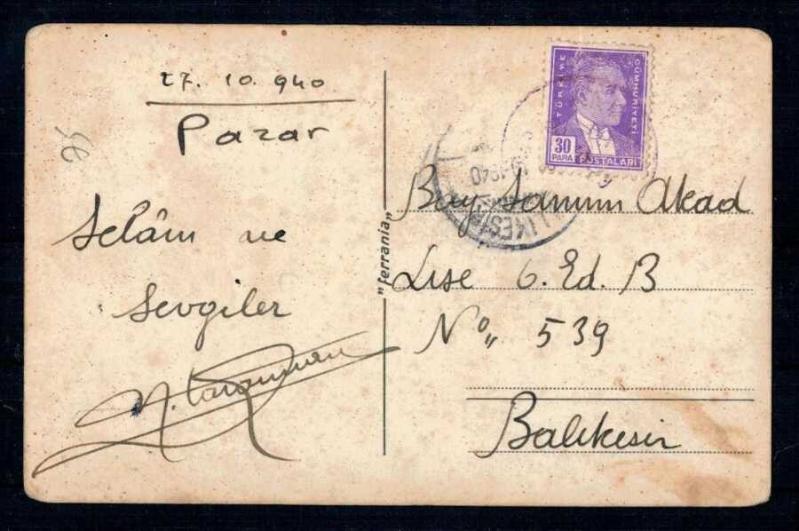 27. 10. 940
Pazar
Selâm ve
Sevgiler
"ferrania"
TÜRKİYE CÜMHURİYETİ
30
PARA POSTALARI
Bay Samim Akad
Lise 6. Ed. B
No,, 539
Balıkesir